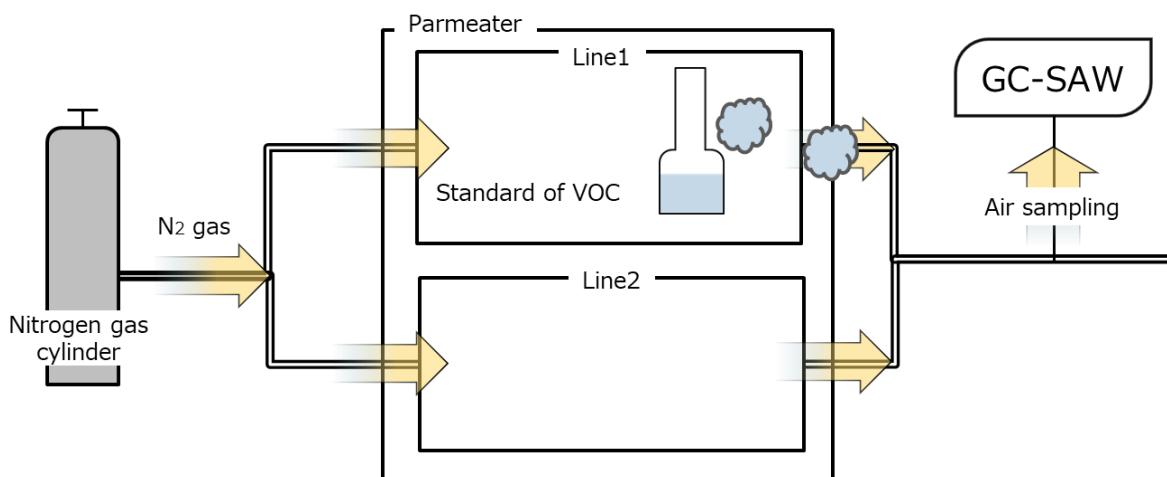 Parmeater
Line1
GC-SAW
Standard of VOC
Air sampling
N2 gas
Line2
Nitrogen gas
cylinder